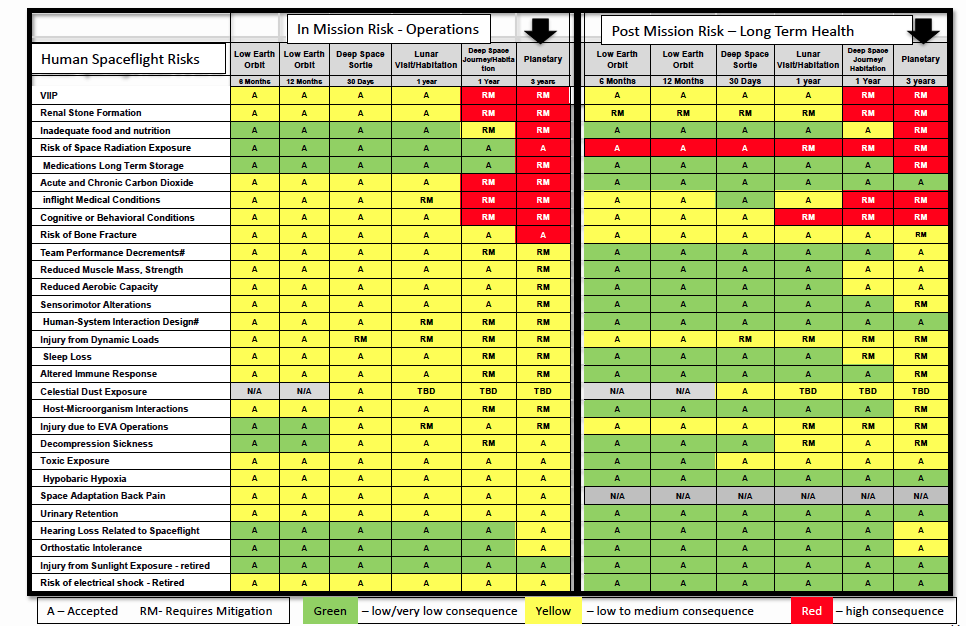 In Mission Risk - Operations Post Mission Risk – Long Term Health
Human Spaceflight Risks
Low Earth Low Earth Deep Space Lunar Deep Space Planetary Low Earth Low Earth Deep Space Lunar Deep Space Planetary
Orbit Orbit Sortie Visit/Habitation Journey/Habita Orbit Orbit Sortie Visit/Habitation Journey/
tion Habitation
6 Months 12 Months 30 Days 1 year 1 Year 3 years 6 Months 12 Months 30 Days 1 year 1 Year 3 years
VIIP A A A A RM RM A A A A RM RM
Renal Stone Formation A A A A RM RM RM RM RM RM RM RM
Inadequate food and nutrition A A A A RM RM A A A A A RM
Risk of Space Radiation Exposure A A A A A A A A A RM RM RM
Medications Long Term Storage A A A A A RM A A A A A RM
Acute and Chronic Carbon Dioxide A A A A RM RM A A A A A A
inflight Medical Conditions A A A RM RM RM A A A A RM RM
Cognitive or Behavioral Conditions A A A A RM RM A A A RM RM RM
Risk of Bone Fracture A A A A A A A A A A A RM
Team Performance Decrements# A A A A RM RM A A A A A A
Reduced Muscle Mass, Strength A A A A A RM A A A A A A
Reduced Aerobic Capacity A A A A A RM A A A A A A
Sensorimotor Alterations A A A A A RM A A A A A RM
Human-System Interaction Design# A A A RM RM RM A A A A A A
Injury from Dynamic Loads A A RM RM RM RM A A RM RM RM RM
Sleep Loss A A A A RM RM A A A A RM RM
Altered Immune Response A A A A RM RM A A A A A RM
Celestial Dust Exposure N/A N/A A TBD TBD TBD N/A N/A A TBD TBD TBD
Host-Microorganism Interactions A A A A RM RM A A A A A RM
Injury due to EVA Operations A A A RM A RM A A A RM RM RM
Decompression Sickness A A A A RM A A A A RM A RM
Toxic Exposure A A A A A A A A A A A A
Hypobaric Hypoxia A A A A A A A A A A A A
Space Adaptation Back Pain A A A A A A N/A N/A N/A N/A N/A N/A
Urinary Retention A A A A A A A A A A A A
Hearing Loss Related to Spaceflight A A A A A A A A A A A A
Orthostatic Intolerance A A A A A A A A A A A A
Injury from Sunlight Exposure - retired A A A A A A A A A A A A
Risk of electrical shock - Retired A A A A A A A A A A A A
A – Accepted RM- Requires Mitigation Green – low/very low consequence Yellow – low to medium consequence Red – high consequence